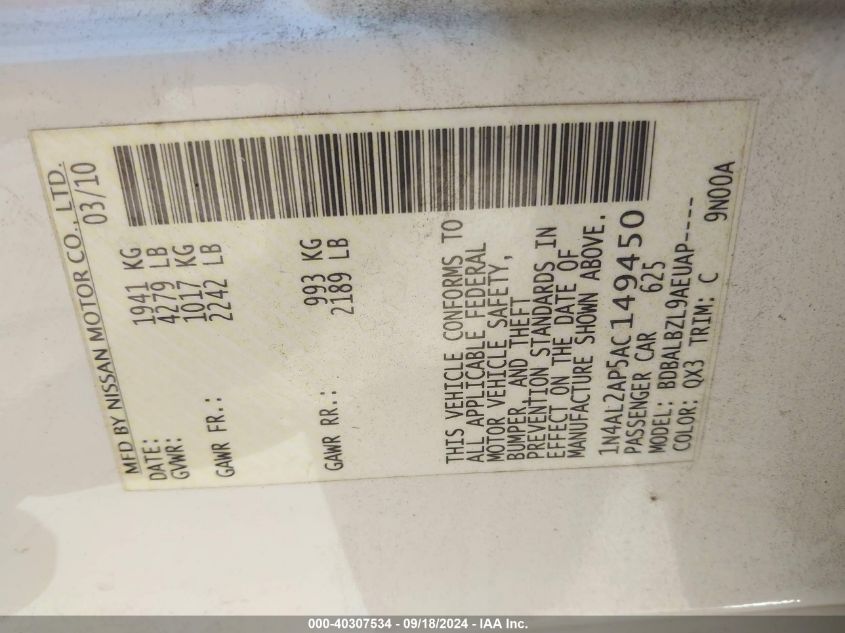 MFD BY NISSAN MOTOR CO., LTD.
DATE: 03/10
GVWR: 1941 KG
4279 LB
GAWR FR.: 1017 KG
2242 LB
GAWR RR.: 993 KG
2189 LB
THIS VEHICLE CONFORMS TO
ALL APPLICABLE FEDERAL
MOTOR VEHICLE SAFETY,
BUMPER AND THEFT
PREVENTION STANDARDS IN
EFFECT ON THE DATE OF
MANUFACTURE SHOWN ABOVE.
1N4AL2AP5AC149450
PASSENGER CAR 625
MODEL: BDBALBZL9AEUAP----
COLOR: QX3 TRIM: C 9N00A
000-40307534 - 09/18/2024 - IAA Inc.